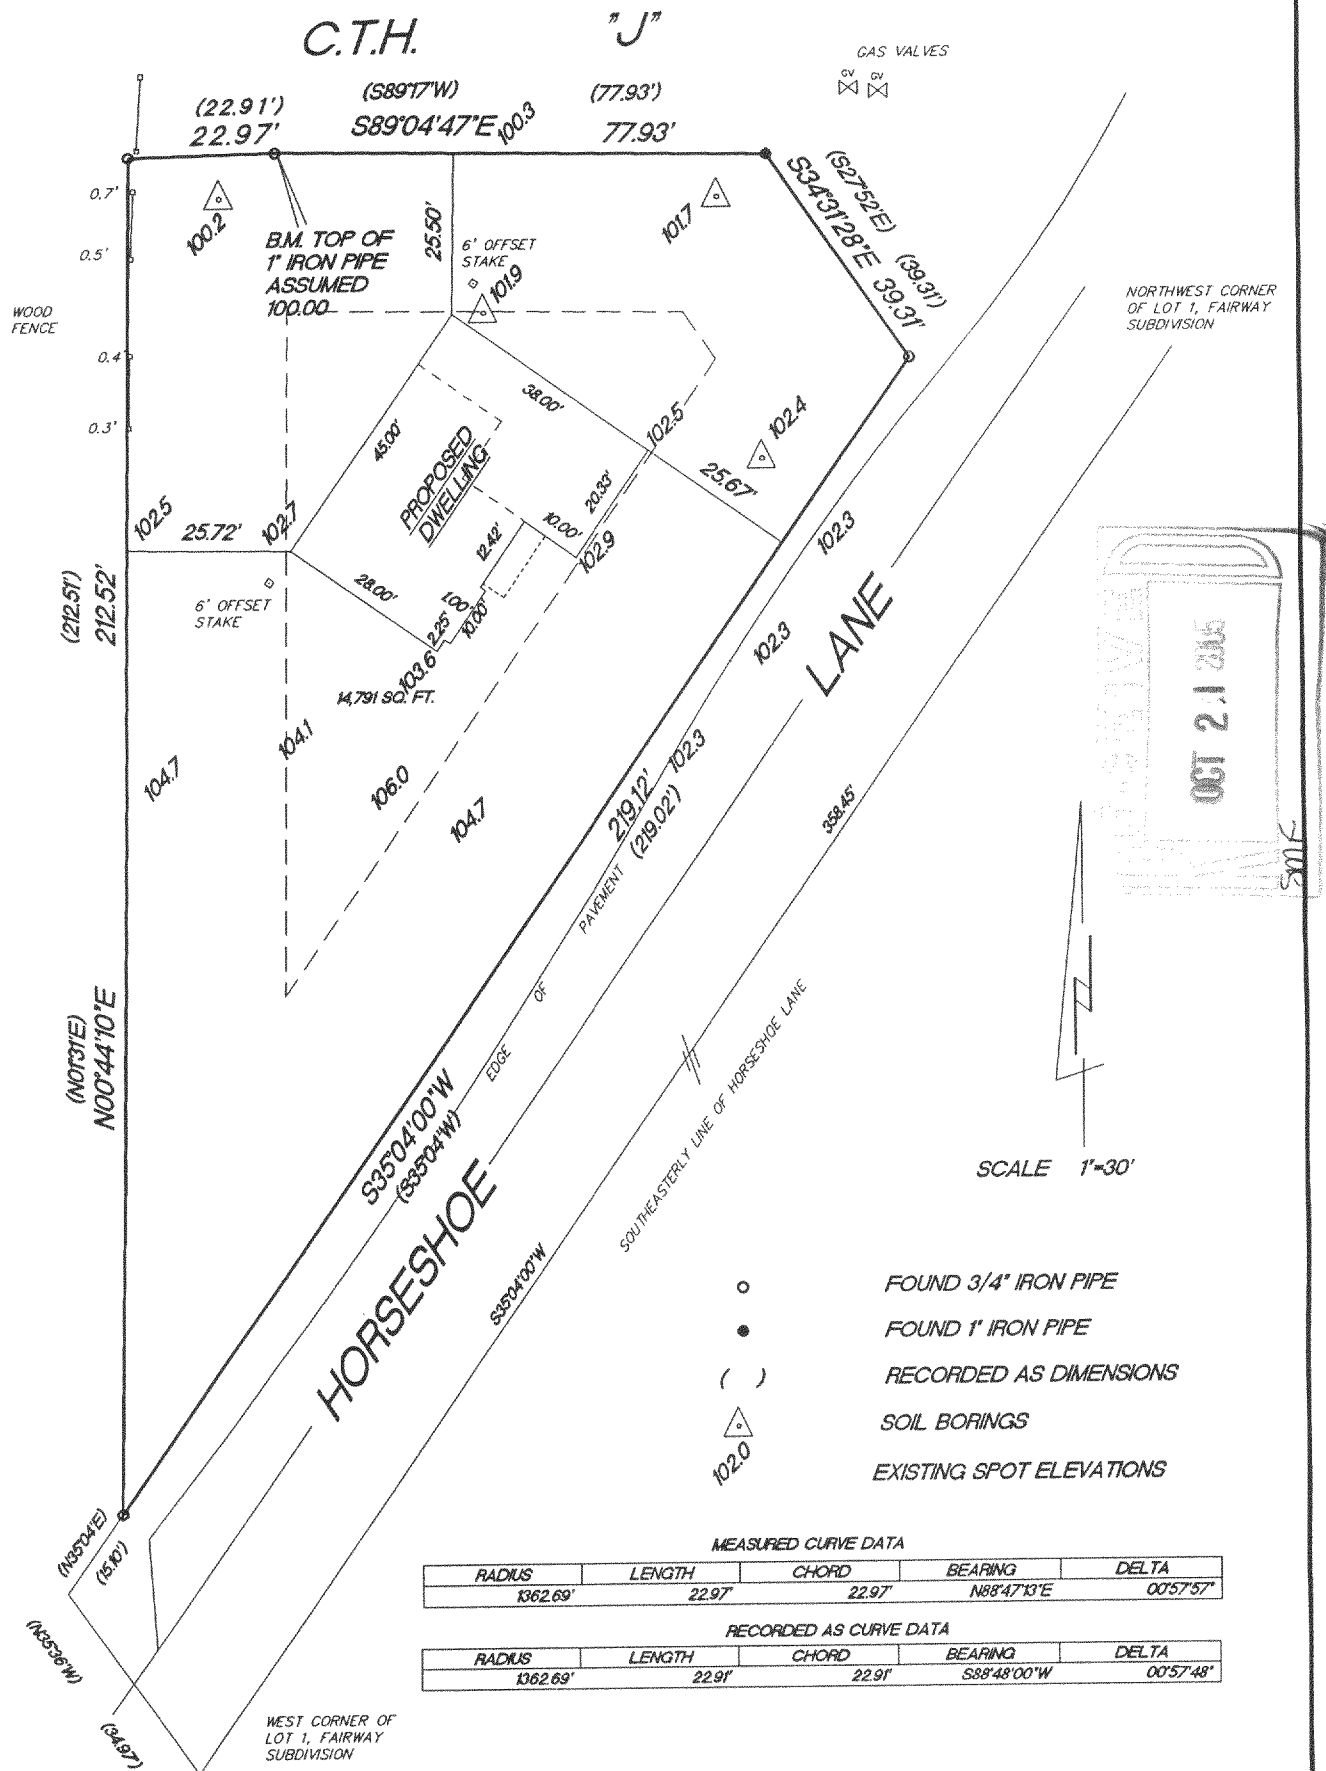 C.T.H. "J"
GAS VALVES
GV GV
(22.91')
22.97'
(S89°17'W)
S89°04'47"E
100.3
(77.93')
77.93'
(S27°52'E)
S34°31'28"E
(39.31')
39.31'
0.7'
0.5'
WOOD
FENCE
0.4'
0.3'
100.2
B.M. TOP OF
1" IRON PIPE
ASSUMED
100.00
25.50'
6' OFFSET
STAKE
101.9
101.7
NORTHWEST CORNER
OF LOT 1, FAIRWAY
SUBDIVISION
38.00'
45.00'
PROPOSED
DWELLING
102.5
102.4
25.67'
20.33'
10.00'
12.42'
102.9
102.5
25.72'
102.7
102.3
(212.51')
212.52'
6' OFFSET
STAKE
28.00'
1.00'
2.25'
10.00'
103.6
14,791 SQ. FT.
102.3
LANE
OCT 21 2005
smf
104.7
104.1
106.0
104.7
102.3
219.12'
(219.02')
358.45'
EDGE OF PAVEMENT
(N01°31'E)
N00°44'10"E
S35°04'00"W
(S35°04'W)
HORSESHOE
S35°04'00"W
SOUTHEASTERLY LINE OF HORSESHOE LANE
SCALE 1"=30'
FOUND 3/4" IRON PIPE
FOUND 1" IRON PIPE
( ) RECORDED AS DIMENSIONS
SOIL BORINGS
102.0 EXISTING SPOT ELEVATIONS
(N35°04'E)
(15.10')
(N35°36'W)
(34.97')
WEST CORNER OF
LOT 1, FAIRWAY
SUBDIVISION
MEASURED CURVE DATA
RADIUS LENGTH CHORD BEARING DELTA
1362.69' 22.97' 22.97' N88°47'13"E 00°57'57"
RECORDED AS CURVE DATA
RADIUS LENGTH CHORD BEARING DELTA
1362.69' 22.91' 22.91' S88°48'00"W 00°57'48"